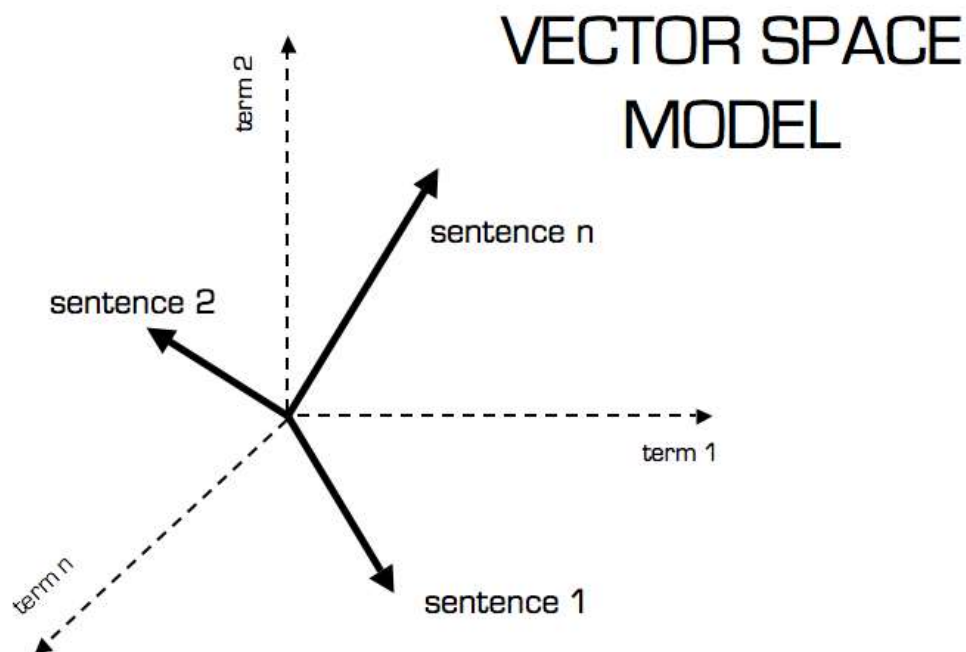 VECTOR SPACE
MODEL
term 2
sentence n
sentence 2
term 1
term n
sentence 1